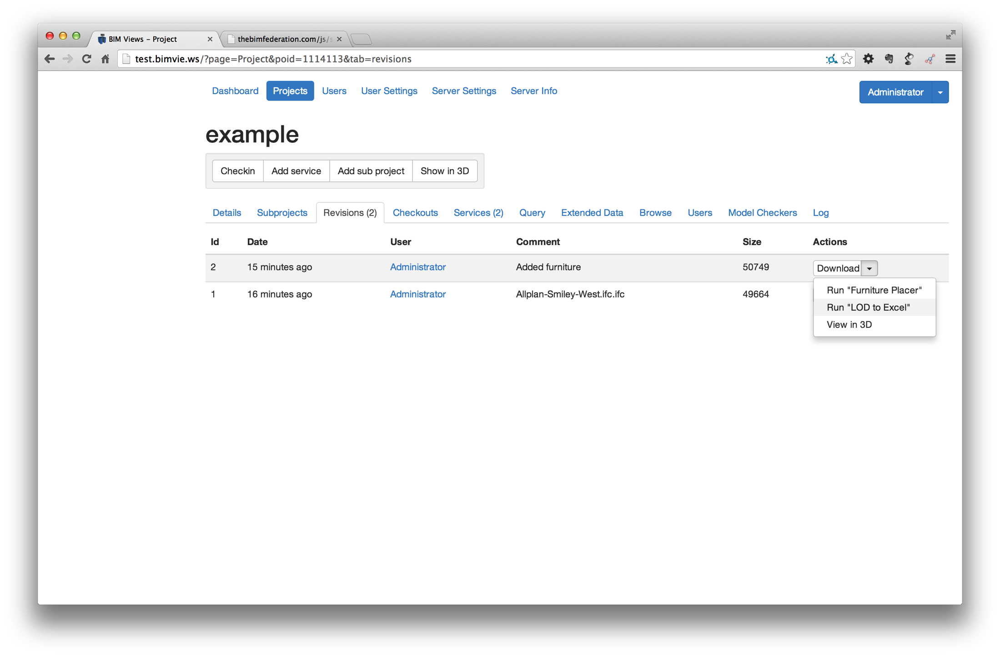 BIM Views – Project
thebimfederation.com/js/s
test.bimvie.ws/?page=Project&poid=1114113&tab=revisions
Dashboard Projects Users User Settings Server Settings Server Info Administrator
example
Checkin Add service Add sub project Show in 3D
Details Subprojects Revisions (2) Checkouts Services (2) Query Extended Data Browse Users Model Checkers Log
Id Date User Comment Size Actions
2 15 minutes ago Administrator Added furniture 50749 Download
1 16 minutes ago Administrator Allplan-Smiley-West.ifc.ifc 49664
Run "Furniture Placer"
Run "LOD to Excel"
View in 3D